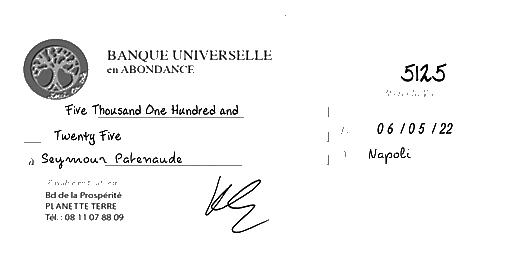 BANQUE UNIVERSELLE
en ABONDANCE
5125
Five Thousand One Hundred and
Twenty Five
06/05/22
à Seymour Patenaude
Napoli
Bd de la Prospérité
PLANETTE TERRE
Tél. : 08 11 07 88 09